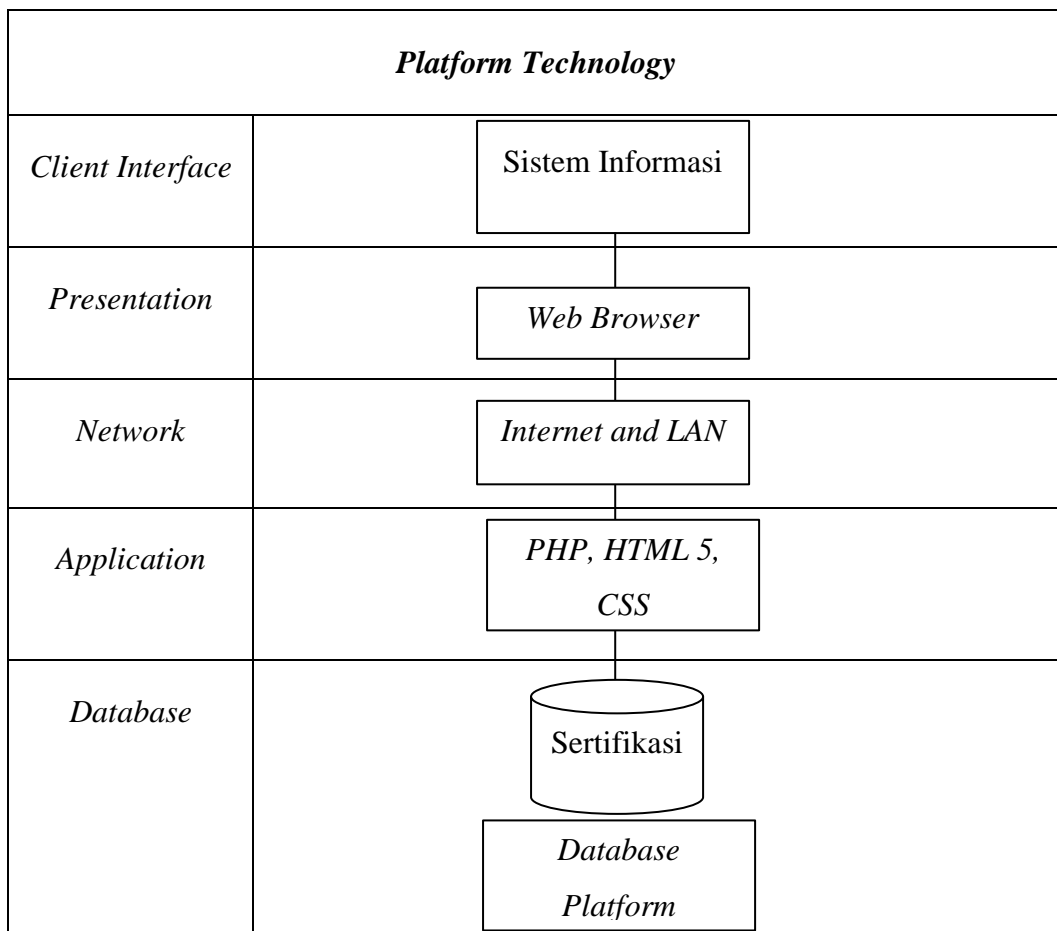 Platform Technology
Client Interface
Sistem Informasi
Presentation
Web Browser
Network
Internet and LAN
Application
PHP, HTML 5,
CSS
Database
Sertifikasi
Database
Platform